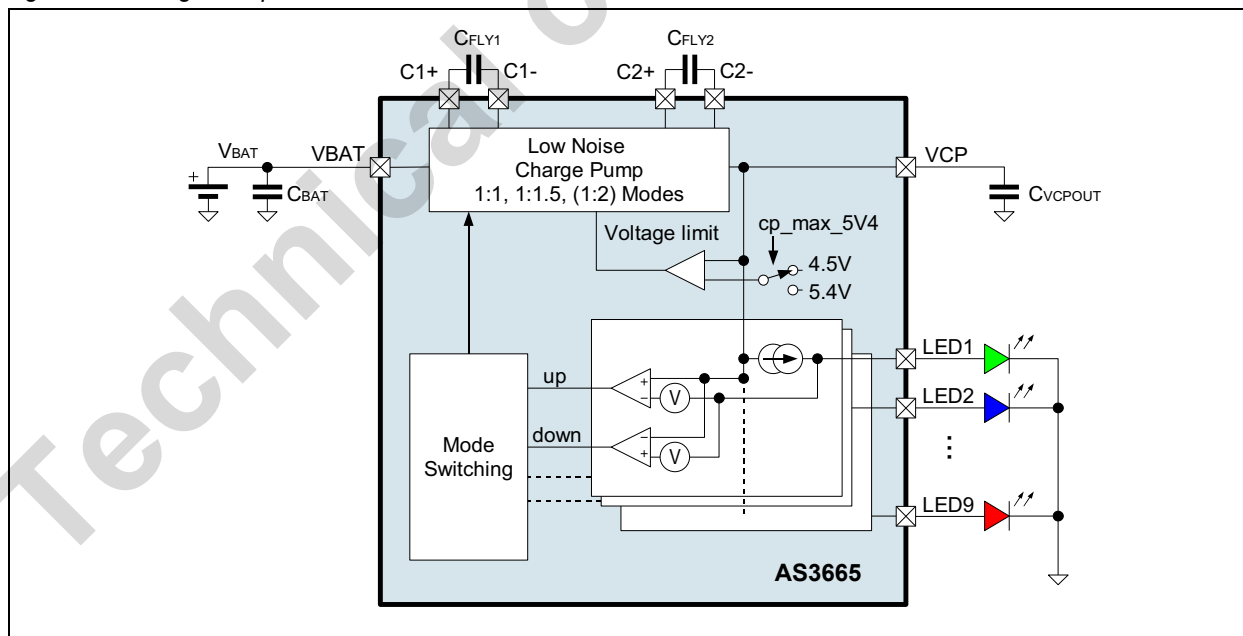 CFLY1
CFLY2
C1+
C1-
C2+
C2-
VBAT
VBAT
+
CBAT
Low Noise
Charge Pump
1:1, 1:1.5, (1:2) Modes
VCP
CVCPOUT
Voltage limit
cp_max_5V4
4.5V
5.4V
LED1
up
+
−
V
LED2
down
−
+
V
Mode
Switching
LED9
AS3665
Technical